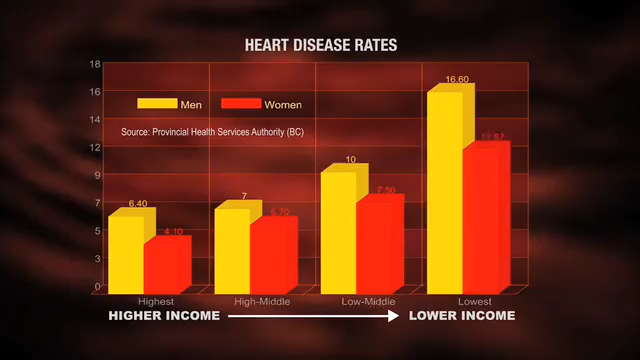 HEART DISEASE RATES
18
16
14
12
9
7
5
3
0
Men
Women
Source: Provincial Health Services Authority (BC)
6.40
4.10
7
5.70
10
7.50
16.60
Highest
High-Middle
Low-Middle
Lowest
HIGHER INCOME
LOWER INCOME